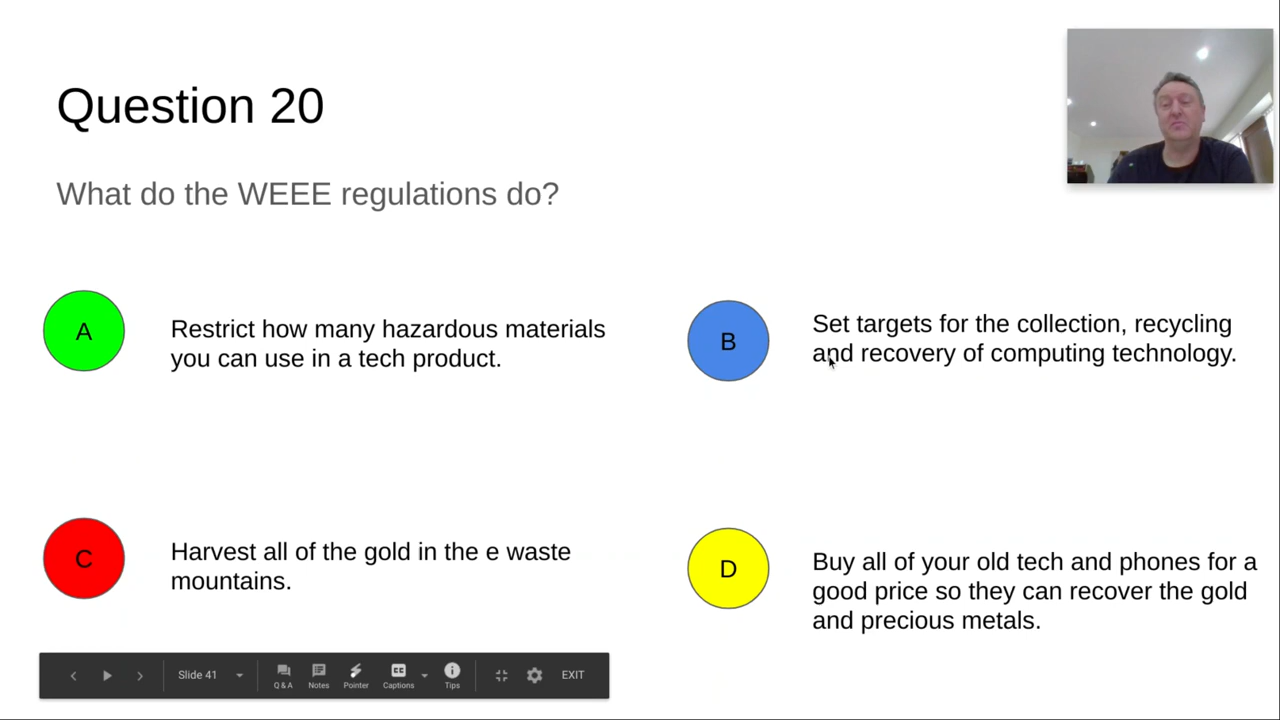 Question 20
What do the WEEE regulations do?
A
Restrict how many hazardous materials
you can use in a tech product.
B
Set targets for the collection, recycling
and recovery of computing technology.
C
Harvest all of the gold in the e waste
mountains.
D
Buy all of your old tech and phones for a
good price so they can recover the gold
and precious metals.
Slide 41
Q & A
Notes
Pointer
CC
Captions
Tips
EXIT